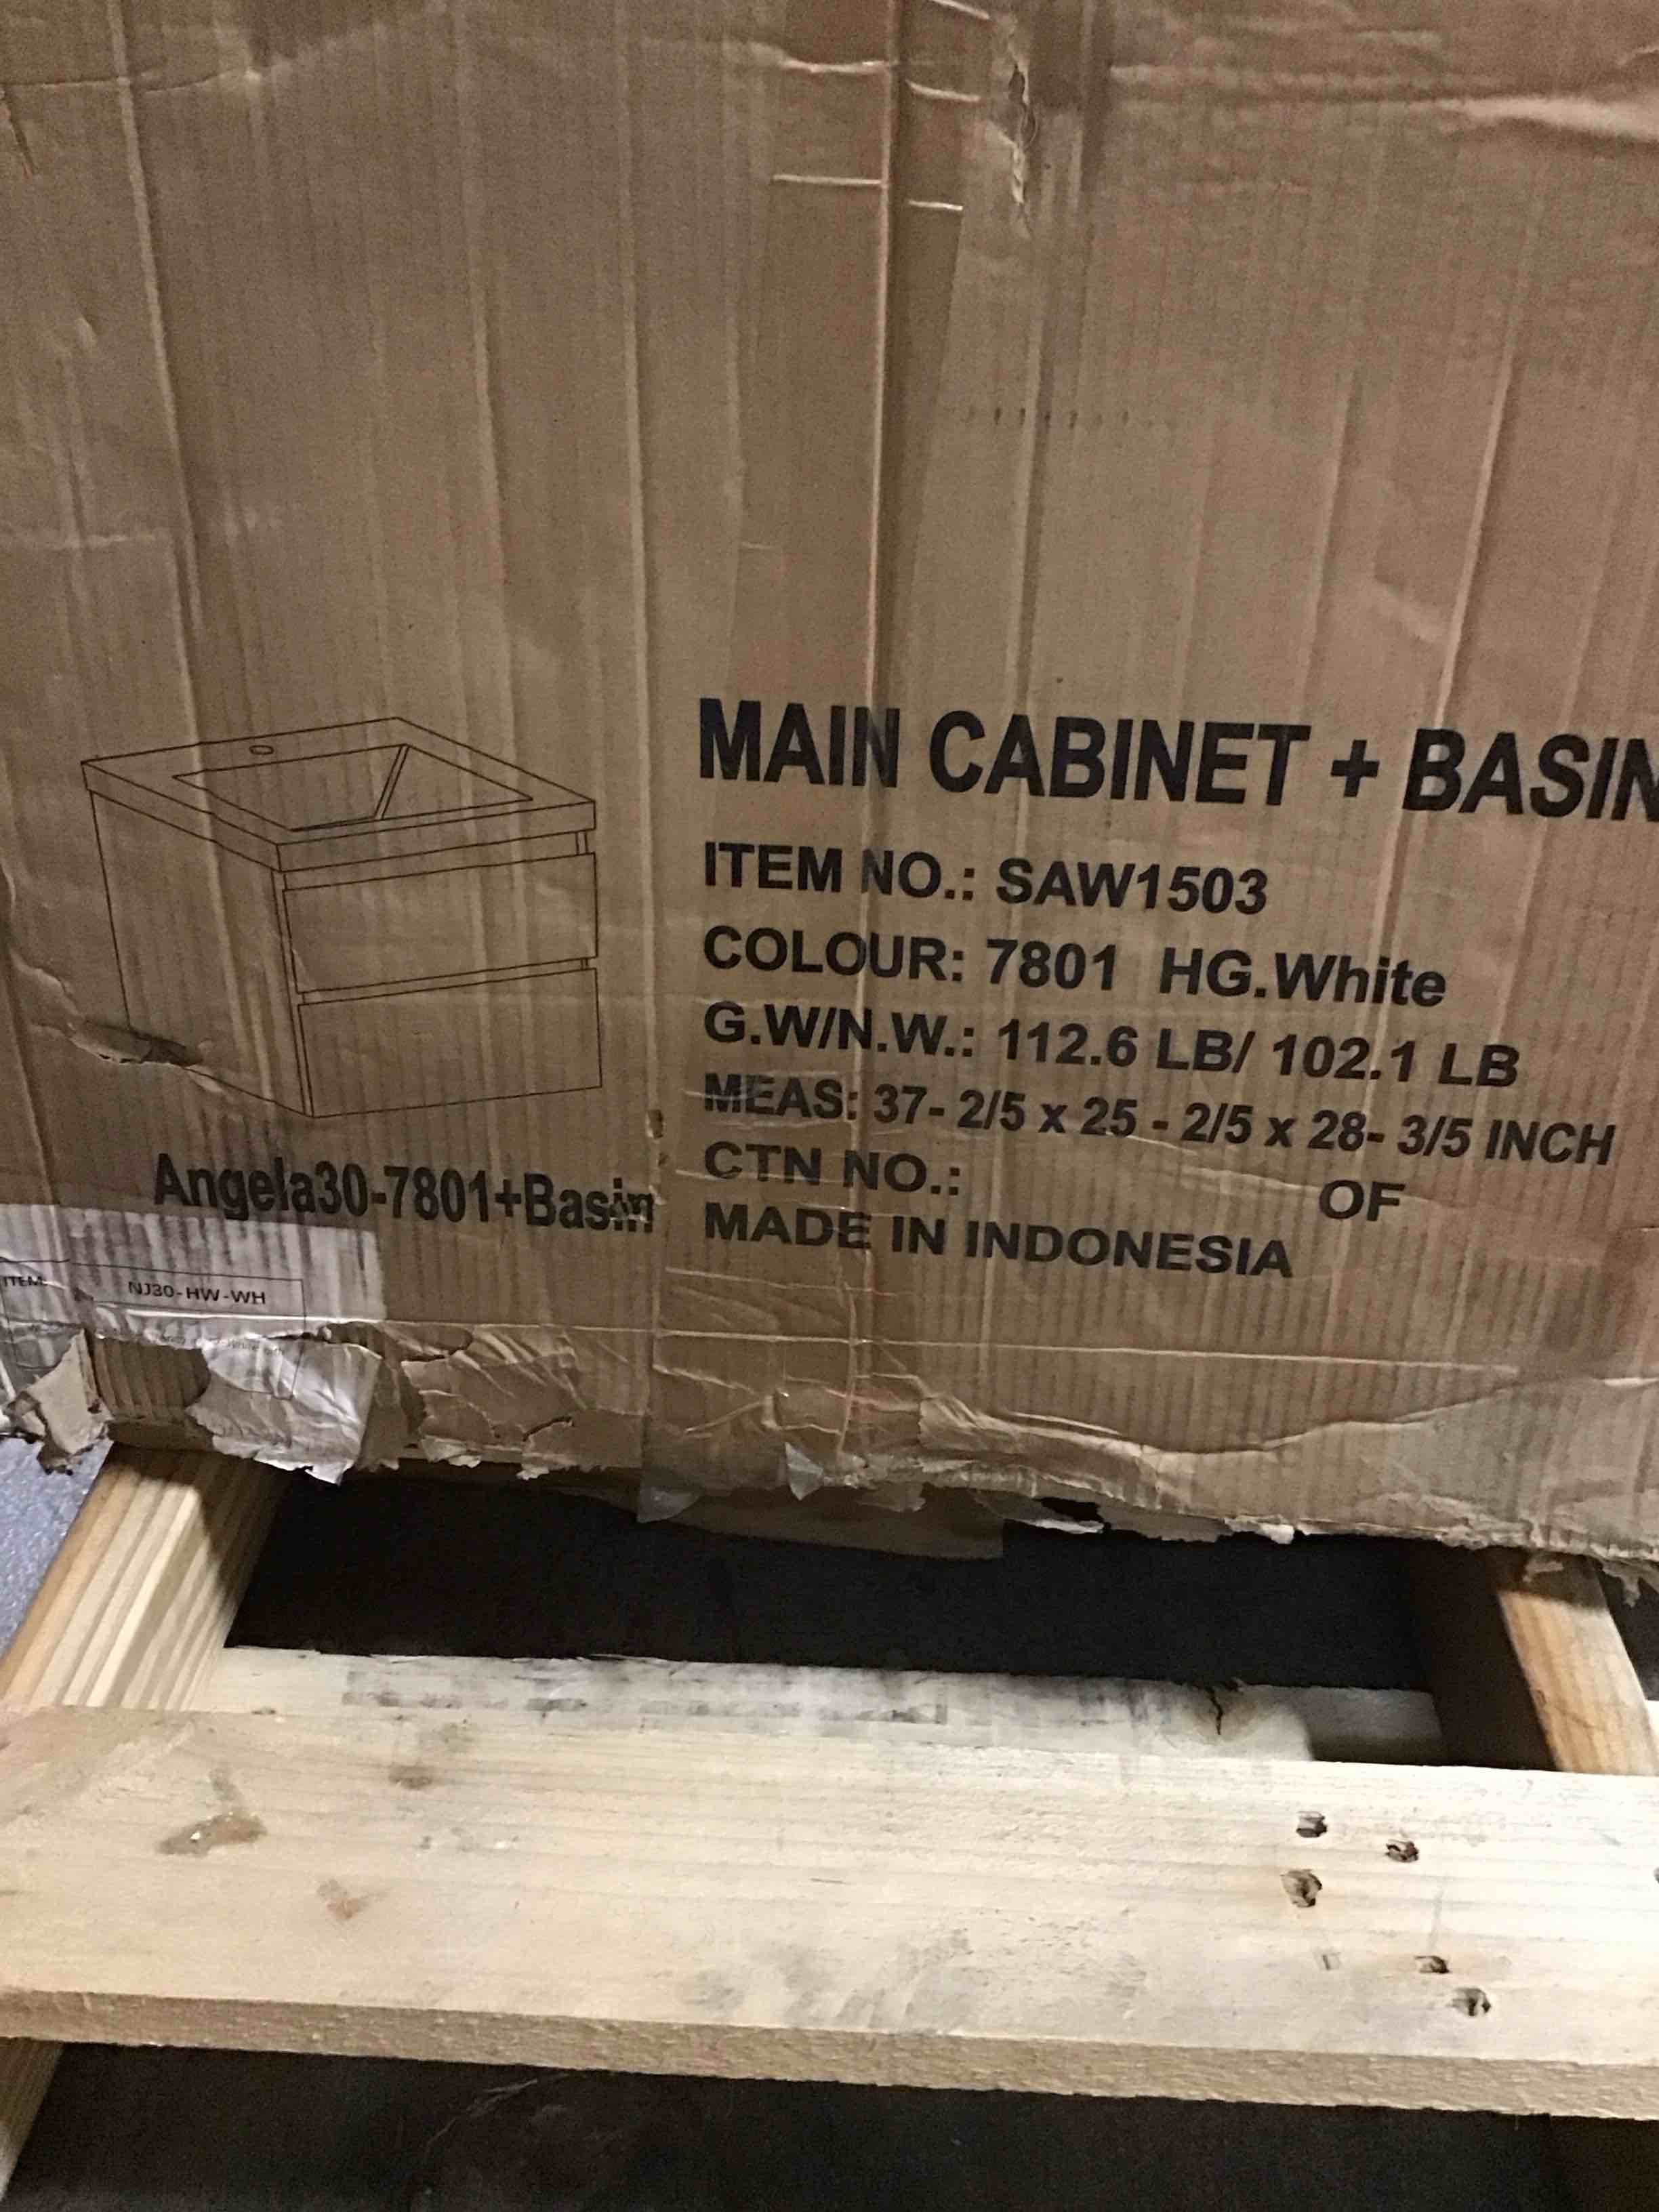 MAIN CABINET + BASIN
ITEM NO.: SAW1503
COLOUR: 7801 HG.White
G.W/N.W.: 112.6 LB/ 102.1 LB
MEAS: 37- 2/5 x 25 - 2/5 x 28- 3/5 INCH
CTN NO.: OF
MADE IN INDONESIA
Angela30-7801+Basin
ITEM: NJ30-HW-WH